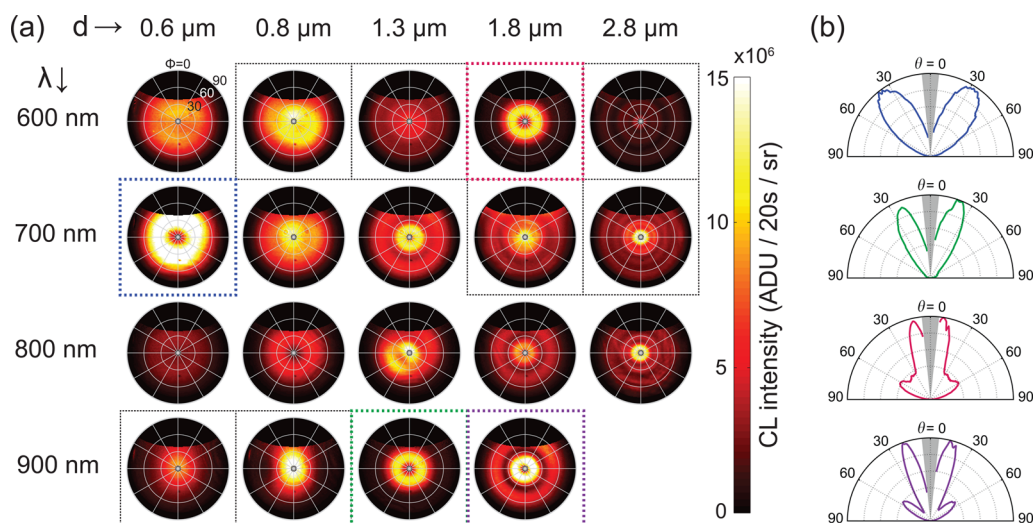 (a) d → 0.6 µm 0.8 µm 1.3 µm 1.8 µm 2.8 µm
(b)
λ↓
Φ=0
90
60
30
600 nm
700 nm
800 nm
900 nm
x10⁶
15
10
5
0
CL intensity (ADU / 20s / sr)
θ = 0
30 30
60 60
90 90
θ = 0
30 30
60 60
90 90
θ = 0
30 30
60 60
90 90
θ = 0
30 30
60 60
90 90